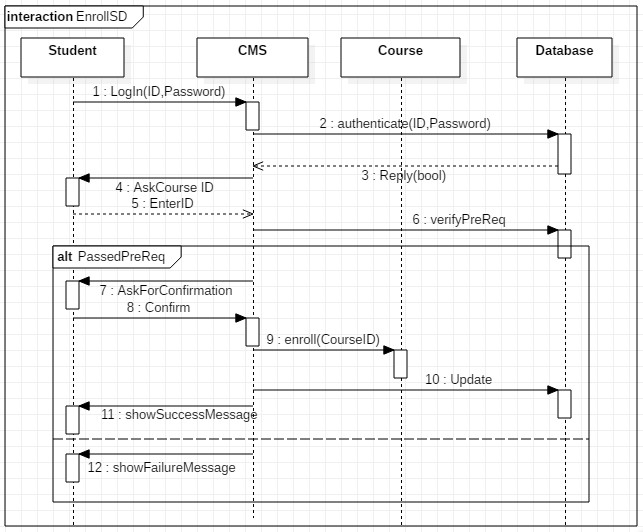 interaction EnrollSD
Student
CMS
Course
Database
1 : LogIn(ID,Password)
2 : authenticate(ID,Password)
3 : Reply(bool)
4 : AskCourse ID
5 : EnterID
6 : verifyPreReq
alt PassedPreReq
7 : AskForConfirmation
8 : Confirm
9 : enroll(CourseID)
10 : Update
11 : showSuccessMessage
12 : showFailureMessage